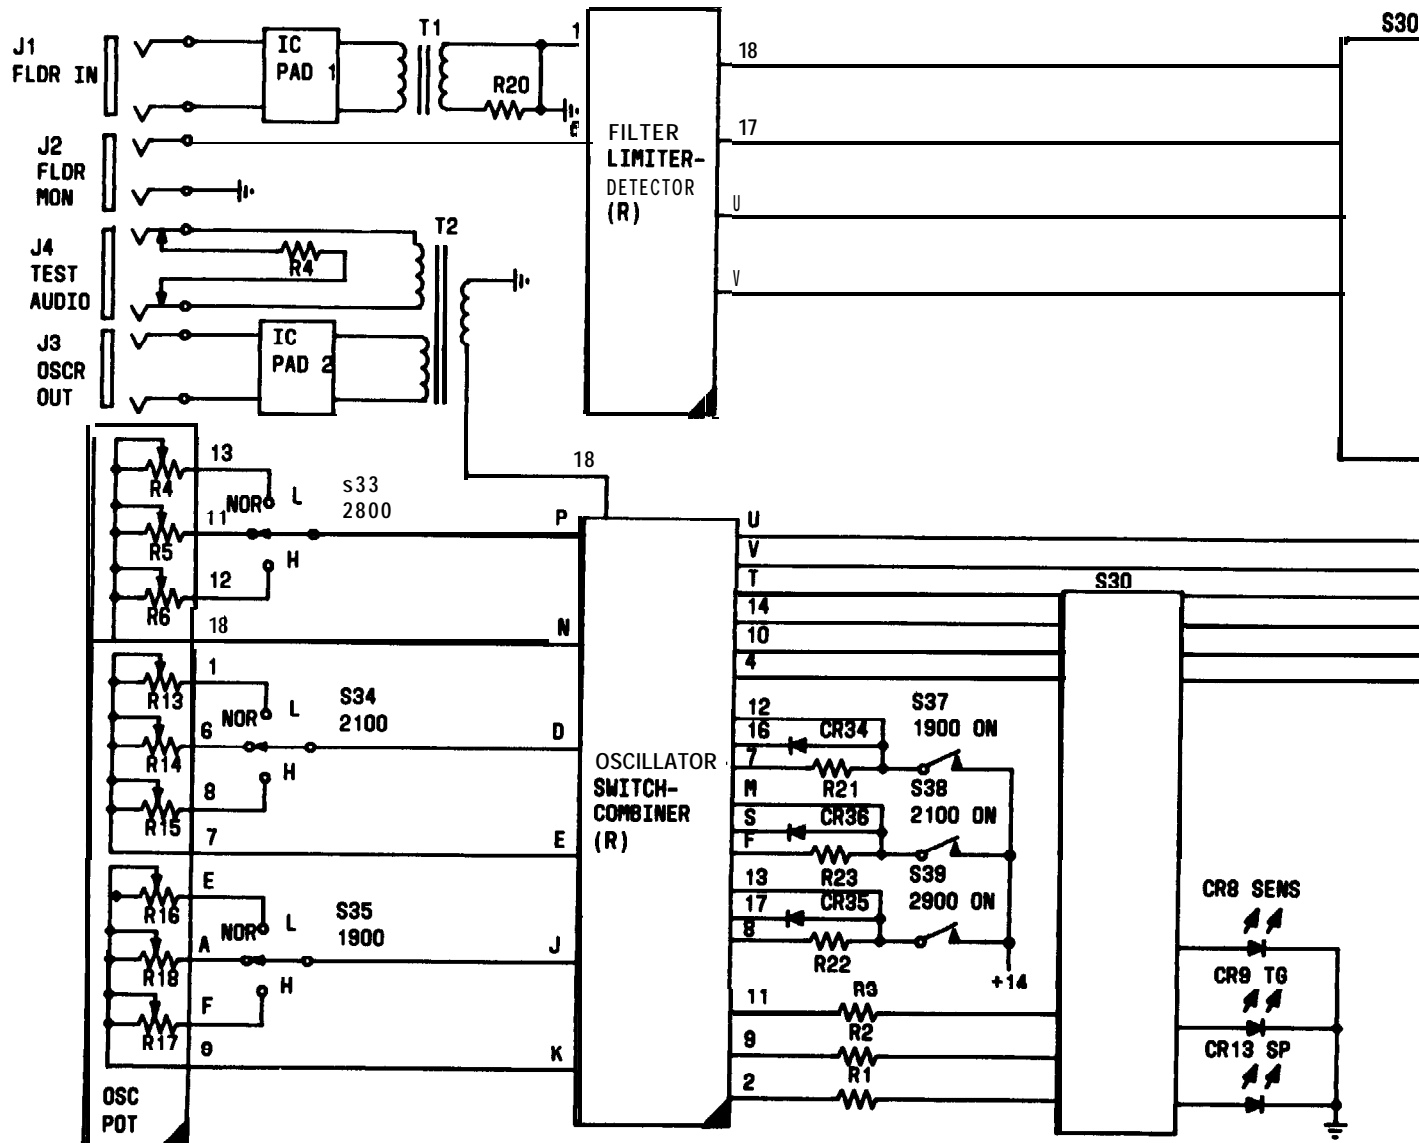 J1
FLDR IN
IC
PAD 1
T1
R20
1
J2
FLDR
MON
J4
TEST
AUDIO
R4
T2
J3
OSCR
OUT
IC
PAD 2
FILTER
LIMITER-
DETECTOR
(R)
18
17
U
V
S30
13
R4
NOR
L
s33
2800
11
R5
H
12
R6
18
18
P
N
1
R13
NOR
L
S34
2100
6
R14
H
8
R15
7
D
E
E
R16
NOR
L
S35
1900
A
R18
H
F
R17
9
J
K
OSC
POT
OSCILLATOR
SWITCH-
COMBINER
(R)
U
V
T
14
10
4
S30
12
16
CR34
7
R21
S37
1900 ON
M
S
CR36
F
R23
S38
2100 ON
13
17
CR35
8
R22
S39
2900 ON
+14
11
R3
9
R2
2
R1
CR8 SENS
CR9 TG
CR13 SP